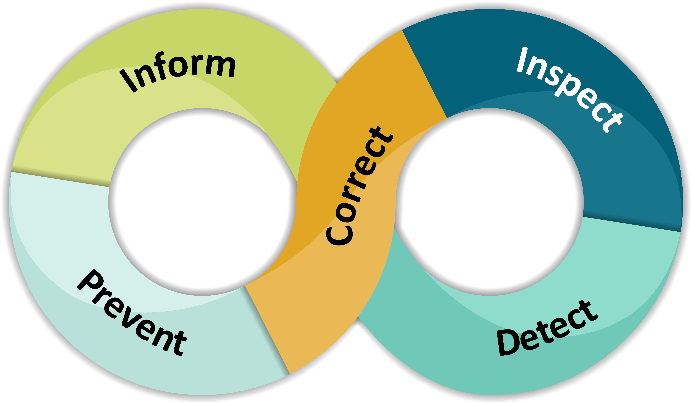 Inform
Inspect
Correct
Prevent
Detect